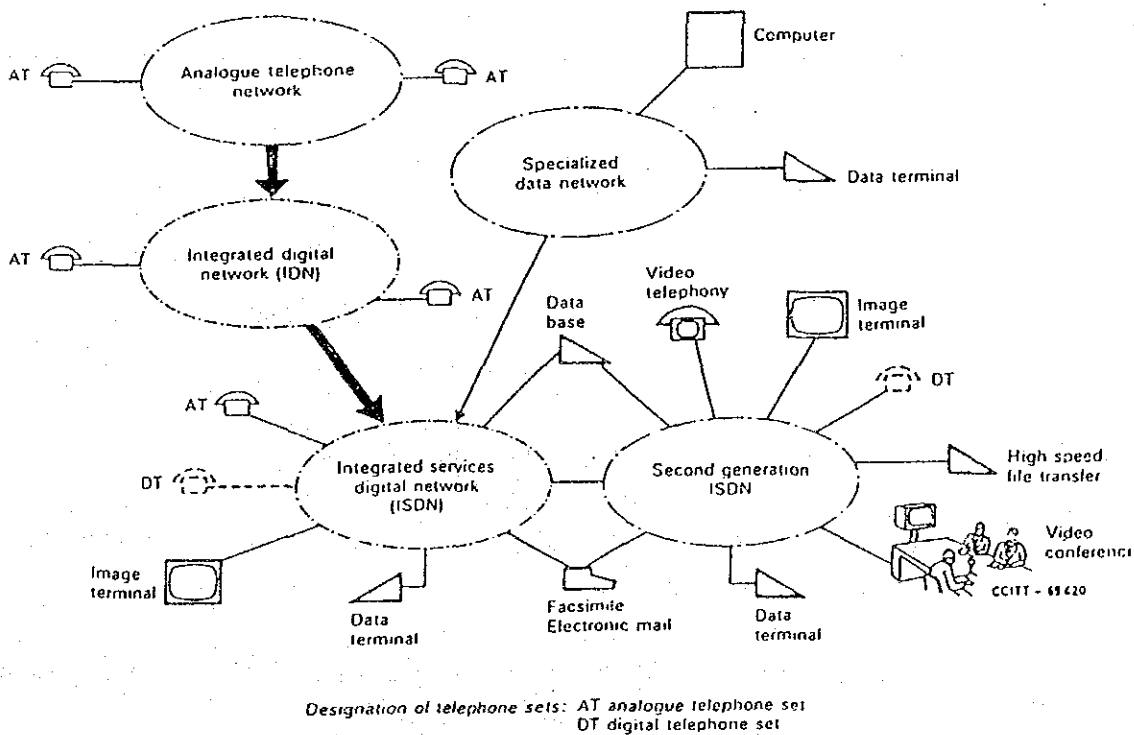 Computer
AT
Analogue telephone
network
AT
Specialized
data network
Data terminal
AT
Integrated digital
network (IDN)
AT
Video
telephony
Image
terminal
Data
base
DT
AT
Integrated services
digital network
(ISDN)
Second generation
ISDN
High speed
file transfer
DT
Video
conferenc
Image
terminal
Data
terminal
Facsimile
Electronic mail
Data
terminal
CCITT - 69620
Designation of telephone sets: AT analogue telephone set
DT digital telephone set